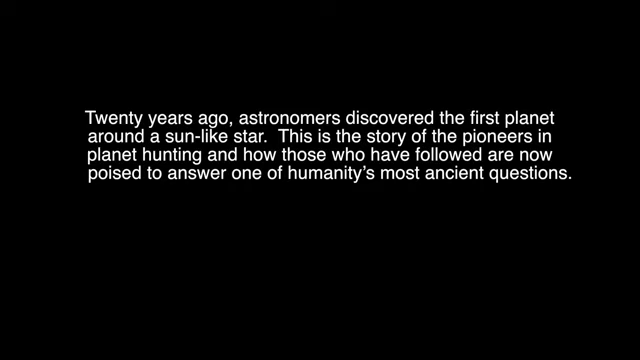 Twenty years ago, astronomers discovered the first planet
around a sun-like star.  This is the story of the pioneers in
planet hunting and how those who have followed are now
poised to answer one of humanity’s most ancient questions.